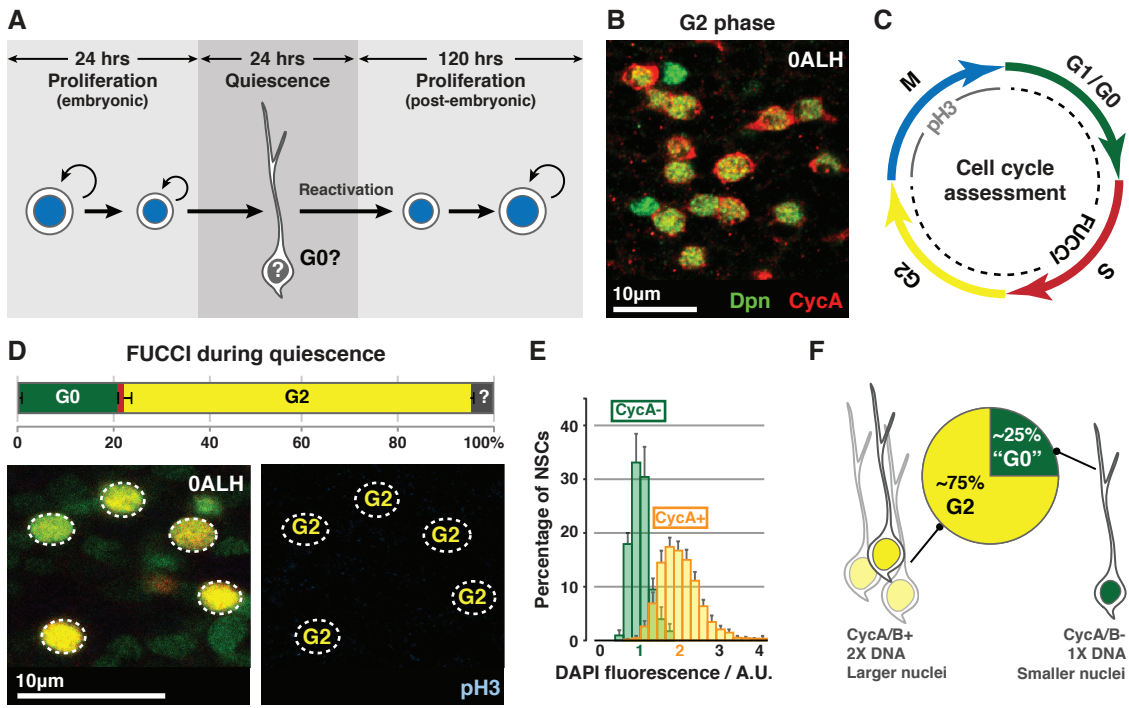 A
24 hrs
Proliferation
(embryonic)
24 hrs
Quiescence
120 hrs
Proliferation
(post-embryonic)
Reactivation
G0?
?
B
G2 phase
0ALH
10µm
Dpn
CycA
C
M
G1/G0
pH3
Cell cycle
assessment
FUCCI
G2
S
D
FUCCI during quiescence
G0
G2
?
0
20
40
60
80
100%
0ALH
10µm
G2
G2
G2
G2
G2
pH3
E
CycA-
CycA+
Percentage of NSCs
40
30
20
10
0
0
1
2
3
4
DAPI fluorescence / A.U.
F
~25%
“G0”
~75%
G2
CycA/B+
2X DNA
Larger nuclei
CycA/B-
1X DNA
Smaller nuclei